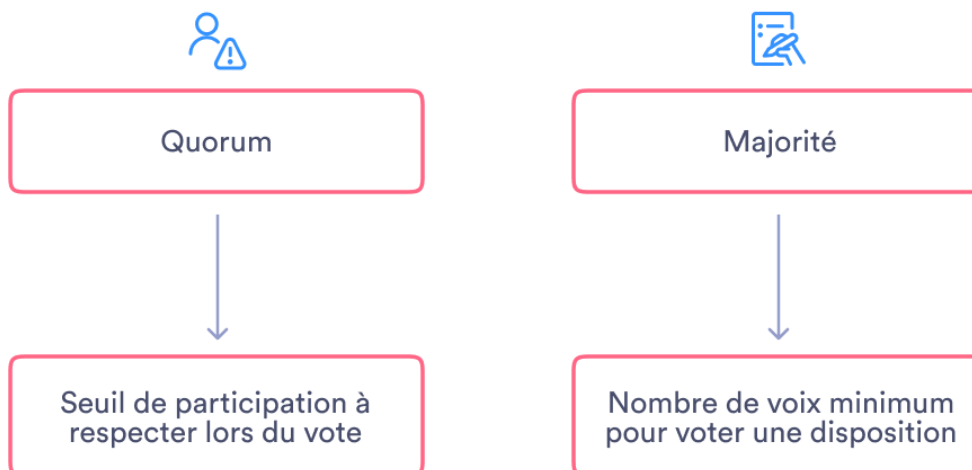 Quorum
Majorité
Seuil de participation à
respecter lors du vote
Nombre de voix minimum
pour voter une disposition